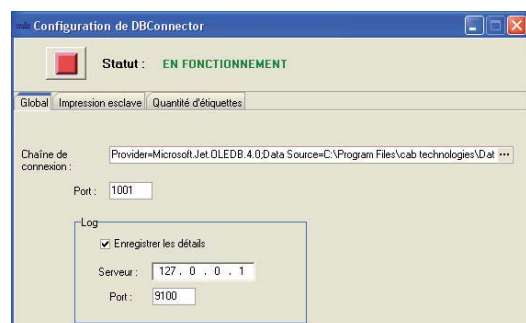 Configuration de DBConnector
Statut : EN FONCTIONNEMENT
Global Impression esclave Quantité d'étiquettes
Chaîne de connexion : Provider=Microsoft.Jet.OLEDB.4.0;Data Source=C:\Program Files\cab technologies\Dat ...
Port : 1001
Log
Enregistrer les détails
Serveur : 127 . 0 . 0 . 1
Port : 9100